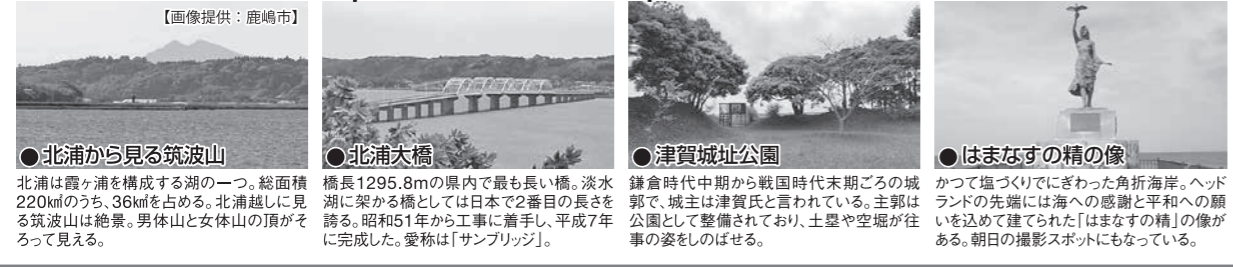 【画像提供：鹿嶋市】
●北浦から見る筑波山
北浦は霞ヶ浦を構成する湖の一つ。総面積
220㎢のうち、36㎢を占める。北浦越しに見
る筑波山は絶景。男体山と女体山の頂がそ
ろって見える。
●北浦大橋
橋長1295.8mの県内で最も長い橋。淡水
湖に架かる橋としては日本で2番目の長さを
誇る。昭和51年から工事に着手し、平成7年
に完成した。愛称は「サンブリッジ」。
●津賀城址公園
鎌倉時代中期から戦国時代末期ごろの城
郭で、城主は津賀氏と言われている。主郭は
公園として整備されており、土塁や空堀が往
事の姿をしのばせる。
●はまなすの精の像
かつて塩づくりでにぎわった角折海岸。ヘッド
ランドの先端には海への感謝と平和への願
いを込めて建てられた「はまなすの精」の像が
ある。朝日の撮影スポットにもなっている。